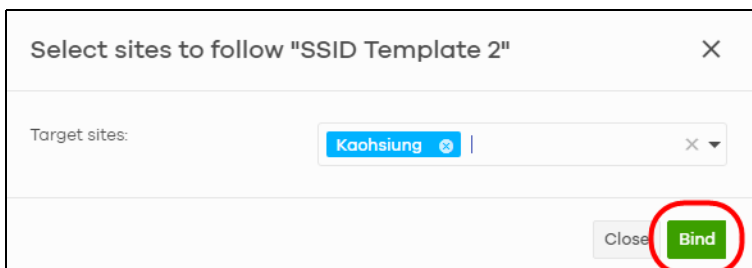 Select sites to follow "SSID Template 2"
Target sites:
Kaohsiung
Close
Bind